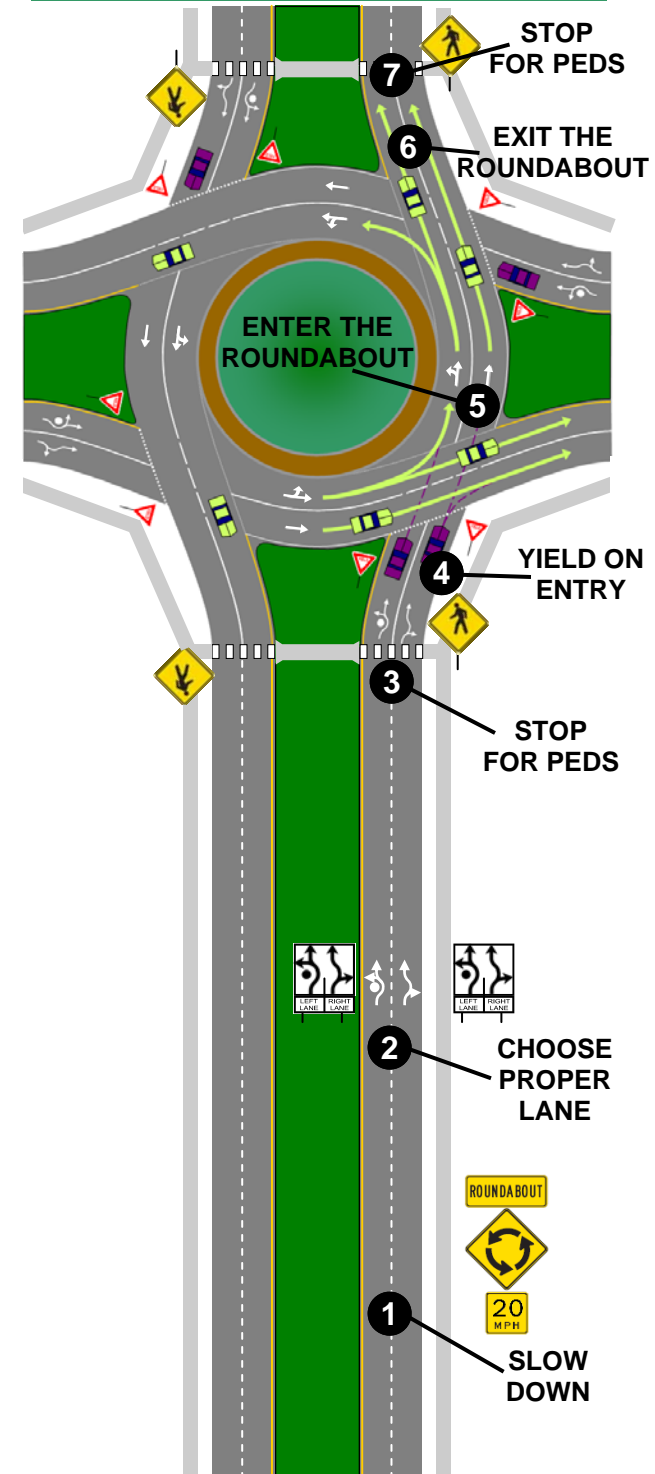 7
STOP
FOR PEDS
6
EXIT THE
ROUNDABOUT
ENTER THE
ROUNDABOUT
5
4
YIELD ON
ENTRY
3
STOP
FOR PEDS
LEFT LANE
RIGHT LANE
LEFT LANE
RIGHT LANE
2
CHOOSE
PROPER
LANE
ROUNDABOUT
20
MPH
1
SLOW
DOWN